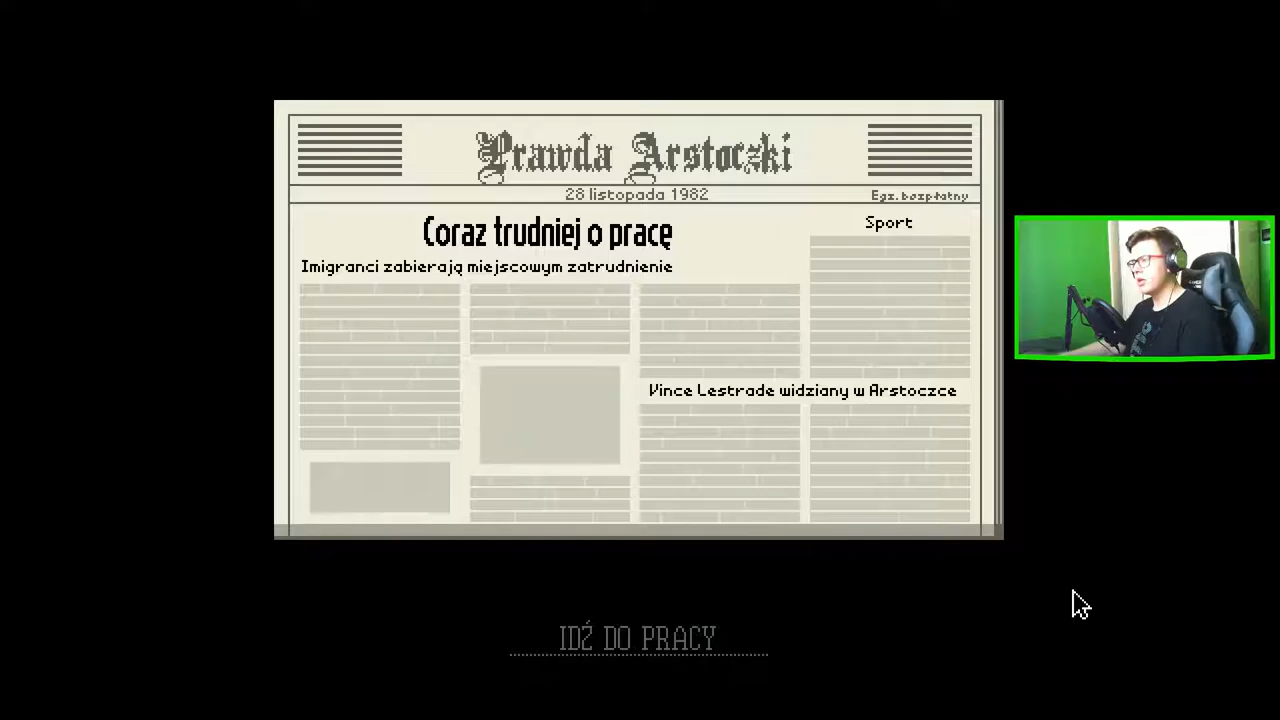 Prawda Arstoczki
28 listopada 1982
Egz. bezpłatny
Coraz trudniej o pracę
Imigranci zabierają miejscowym zatrudnienie
Sport
Vince Lestrade widziany w Arstoczce
IDŹ DO PRACY